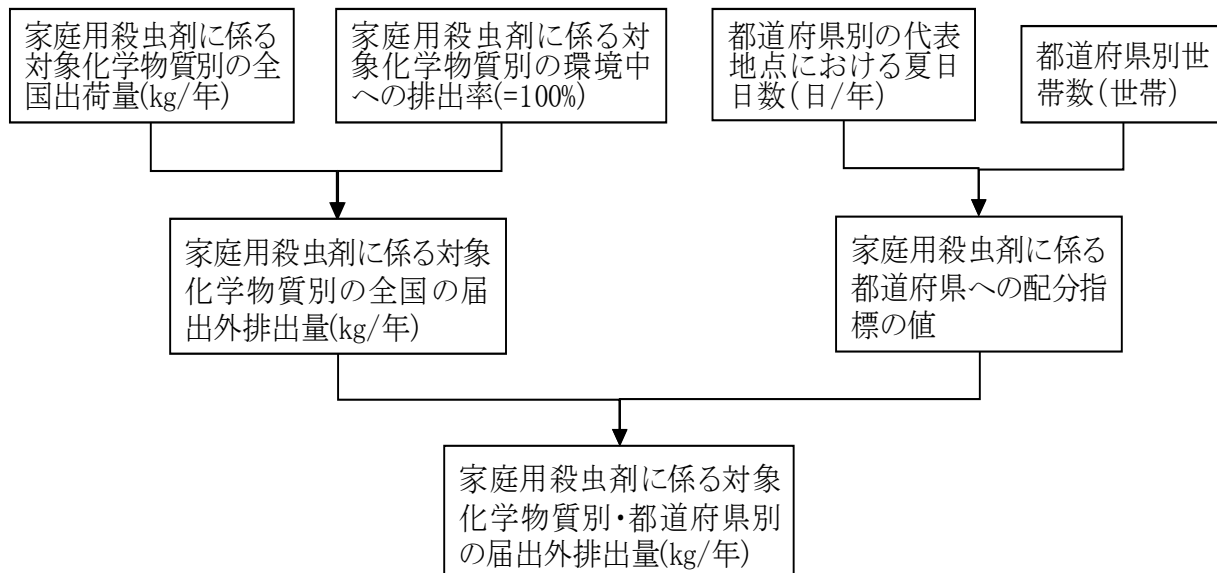 家庭用殺虫剤に係る
対象化学物質別の全
国出荷量(kg/年)
家庭用殺虫剤に係る対
象化学物質別の環境中
への排出率(=100%)
都道府県別の代表
地点における夏日
日数(日/年)
都道府県別世
帯数(世帯)
家庭用殺虫剤に係る対象
化学物質別の全国の届
出外排出量(kg/年)
家庭用殺虫剤に係る
都道府県への配分指
標の値
家庭用殺虫剤に係る対象
化学物質別・都道府県別
の届出外排出量(kg/年)